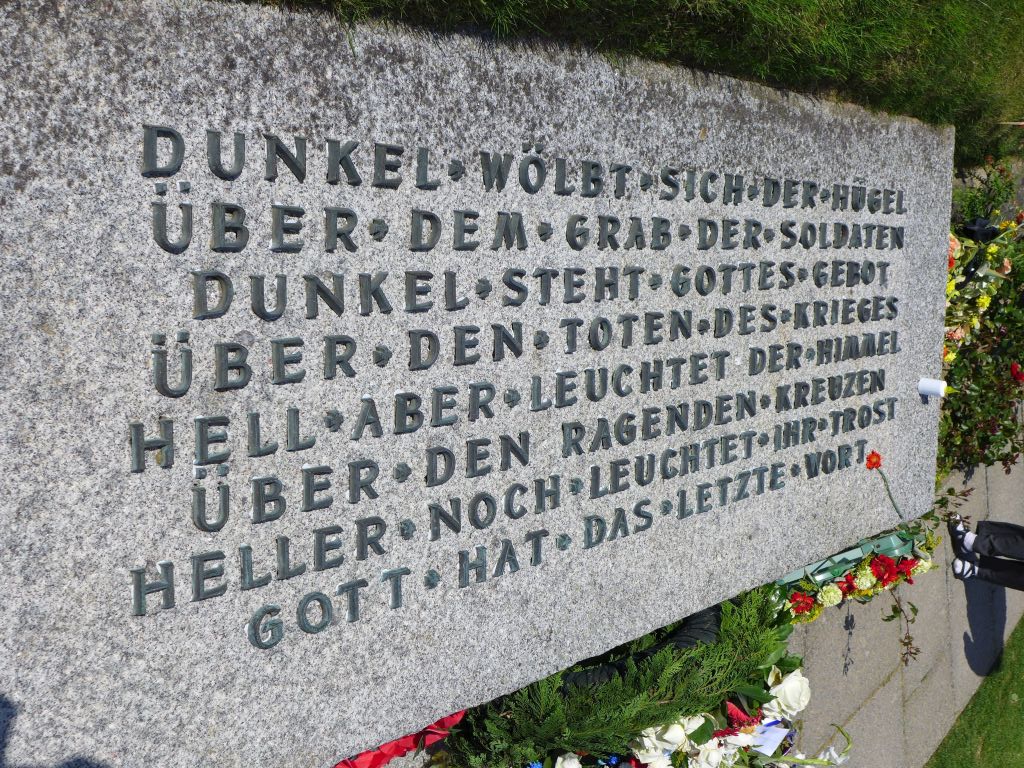 DUNKEL·WÖLBT·SICH·DER·HÜGEL
ÜBER·DEM·GRAB·DER·SOLDATEN
DUNKEL·STEHT·GOTTES·GEBOT
ÜBER·DEN·TOTEN·DES·KRIEGES
HELL·ABER·LEUCHTET DER·HIMMEL
ÜBER·DEN RAGENDEN·KREUZEN
HELLER·NOCH·LEUCHTET·IHR·TROST
GOTT·HAT·DAS·LETZTE·WORT